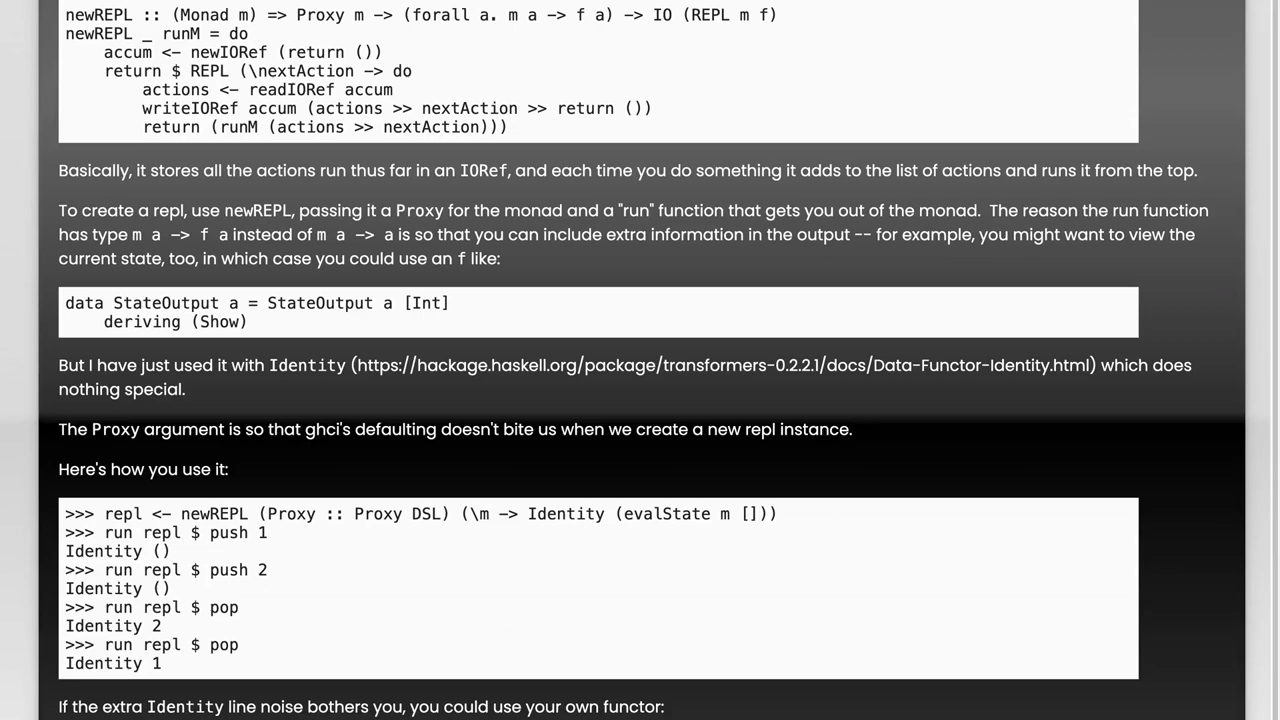 newREPL :: (Monad m) => Proxy m -> (forall a. m a -> f a) -> IO (REPL m f)
newREPL _ runM = do
    accum <- newIORef (return ())
    return $ REPL (\nextAction -> do
        actions <- readIORef accum
        writeIORef accum (actions >> nextAction >> return ())
        return (runM (actions >> nextAction)))
Basically, it stores all the actions run thus far in an IORef, and each time you do something it adds to the list of actions and runs it from the top.
To create a repl, use newREPL, passing it a Proxy for the monad and a "run" function that gets you out of the monad.  The reason the run function
has type m a -> f a instead of m a -> a is so that you can include extra information in the output -- for example, you might want to view the
current state, too, in which case you could use an f like:
data StateOutput a = StateOutput a [Int]
    deriving (Show)
But I have just used it with Identity (https://hackage.haskell.org/package/transformers-0.2.2.1/docs/Data-Functor-Identity.html) which does
nothing special.
The Proxy argument is so that ghci's defaulting doesn't bite us when we create a new repl instance.
Here's how you use it:
>>> repl <- newREPL (Proxy :: Proxy DSL) (\m -> Identity (evalState m []))
>>> run repl $ push 1
Identity ()
>>> run repl $ push 2
Identity ()
>>> run repl $ pop
Identity 2
>>> run repl $ pop
Identity 1
If the extra Identity line noise bothers you, you could use your own functor: